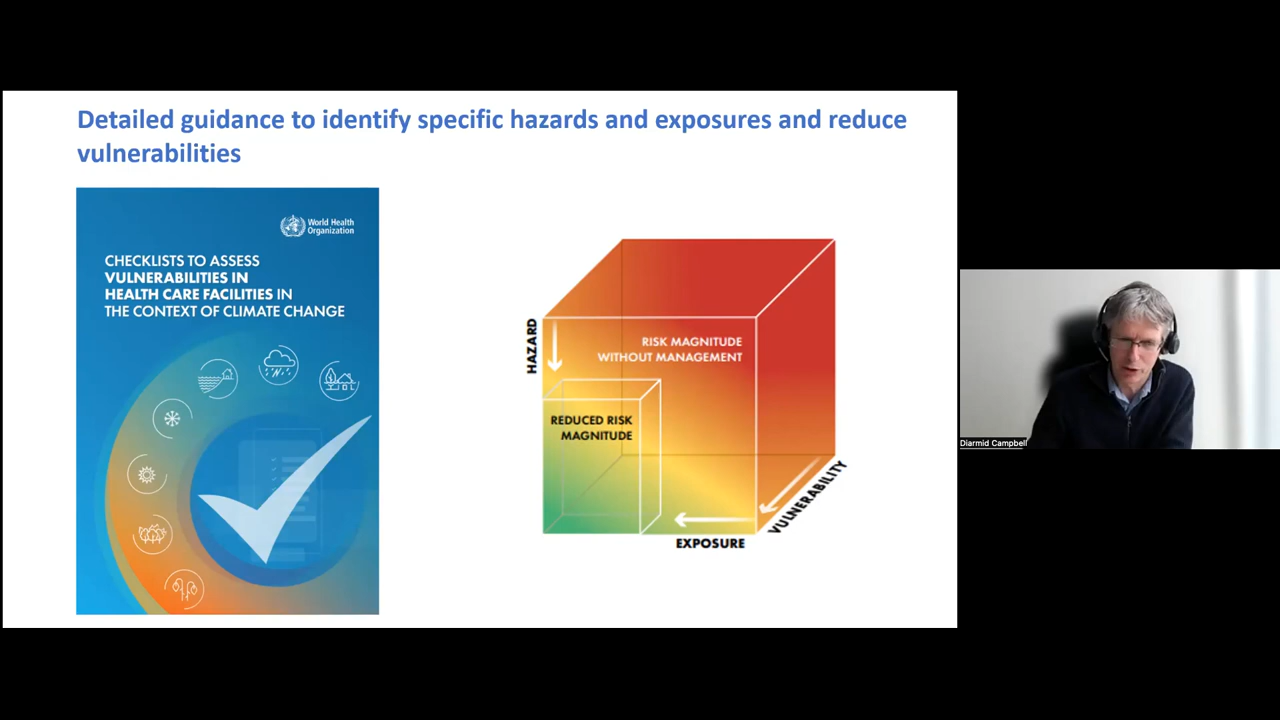 Detailed guidance to identify specific hazards and exposures and reduce
vulnerabilities
World Health
Organization
CHECKLISTS TO ASSESS
VULNERABILITIES IN
HEALTH CARE FACILITIES IN
THE CONTEXT OF CLIMATE CHANGE
HAZARD
RISK MAGNITUDE
WITHOUT MANAGEMENT
REDUCED RISK
MAGNITUDE
VULNERABILITY
EXPOSURE
Diarmid Campbell